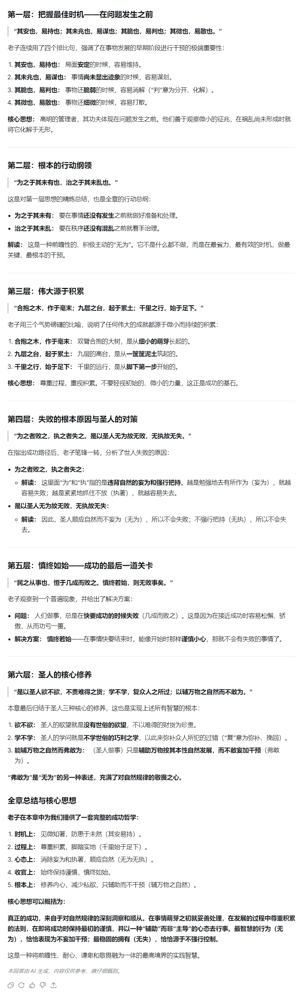 第一层：把握最佳时机——在问题发生之前
“其安也，易持也；其未兆也，易谋也；其脆也，易判也；其微也，易散也。”
老子连续用了四个排比句，强调了在事物发展的早期阶段进行干预的极端重要性：
1. 其安也，易持也： 局面安定的时候，容易维持。
2. 其未兆也，易谋也： 事情尚未显出迹象的时候，容易谋划。
3. 其脆也，易判也： 事物还脆弱的时候，容易消解（“判”意为分开、化解）。
4. 其微也，易散也： 事物还细微的时候，容易打散。
核心思想： 高明的管理者，其功夫体现在问题发生之前。他们善于观察微小的征兆，在祸乱尚未形成时就
将它化解于无形。
第二层：根本的行动纲领
“为之于其未有也，治之于其未乱也。”
这是对第一层思想的精炼总结，也是全章的行动总纲：
• 为之于其未有： 要在事情还没有发生之前就做好准备和处理。
• 治之于其未乱： 要在秩序还没有混乱之前就着手治理。
解读： 这是一种前瞻性的、积极主动的“无为”。它不是什么都不做，而是在最省力、最有效的时机，做最
关键、最根本的干预。
第三层：伟大源于积累
“合抱之木，作于毫末；九层之台，起于累土；千里之行，始于足下。”
老子用三个气势磅礴的比喻，说明了任何伟大的成就都源于微小而持续的积累：
1. 合抱之木，作于毫末： 双臂合抱的大树，是从细小的萌芽长起的。
2. 九层之台，起于累土： 九层的高台，是从一筐筐泥土筑起的。
3. 千里之行，始于足下： 千里的远行，是从脚下第一步开始的。
核心思想： 尊重过程，重视积累。不要轻视初始的、微小的力量，这正是成功的基石。
第四层：失败的根本原因与圣人的对策
“为之者败之，执之者失之。是以圣人无为故无败，无执故无失。”
在指出成功路径后，老子笔锋一转，分析了世人失败的原因：
• 为之者败之，执之者失之：
○ 解读： 这里面“为”和“执”指的是违背自然的妄为和强行把持。越是勉强地去有所作为（妄为），就越
容易失败；越是紧紧地抓住不放（执著），就越容易失去。
• 是以圣人无为故无败，无执故无失：
○ 解读： 因此，圣人顺应自然而不妄为（无为），所以不会失败；不强行把持（无执），所以不会失
去。
第五层：慎终如始——成功的最后一道关卡
“民之从事也，恒于几成而败之。慎终若始，则无败事矣。”
老子观察到一个普遍现象，并给出了解决方案：
• 问题： 人们做事，总是在快要成功的时候失败（几成而败之）。这是因为在接近成功时容易松懈、骄
傲，从而功亏一篑。
• 解决方案： 慎终若始——在事情快要结束时，能像开始时那样谨慎小心，那就不会有失败的事情了。
第六层：圣人的核心修养
“是以圣人欲不欲，不贵难得之货；学不学，复众人之所过；以辅万物之自然而不敢为。”
本章最后归结于圣人三种核心的修养，这也是实现上述所有智慧的根本：
1. 欲不欲： 圣人的欲望就是没有世俗的欲望，不以难得的财货为珍贵。
2. 学不学： 圣人的学问就是不学世俗的巧利之学，以此来弥补众人所犯的过错（“复”意为弥补、挽回）。
3. 能辅万物之自然而弗敢为： （圣人做事）只是辅助万物按其本性自然发展，而不敢妄加干预（弗敢
为）。
“弗敢为”是“无为”的另一种表述，充满了对自然规律的敬畏之心。
全章总结与核心思想
老子在本章中为我们提供了一套完整的成功哲学：
1. 时机上： 见微知著，防患于未然（其安易持）。
2. 过程上： 尊重积累，脚踏实地（千里始于足下）。
3. 心态上： 消除妄为和执著，顺应自然（无为无执）。
4. 收官上： 始终保持谨慎，慎终如始。
5. 根本上： 修养内心，减少私欲，只辅助而不干预（辅万物之自然）。
核心思想可以概括为：
真正的成功，来自于对自然规律的深刻洞察和顺从。在事情萌芽之初就妥善处理，在发展的过程中尊重积累
的法则，在即将成功时保持最初的谨慎，并以一种“辅助”而非“主导”的心态去行事。最智慧的行为（无
为），恰恰表现为不妄加干预；最稳固的拥有（无失），恰恰源于不强行控制。
这是一种将前瞻性、耐心、谦卑和敬畏融为一体的最高境界的实践智慧。
本回答由 AI 生成，内容仅供参考，请仔细甄别。